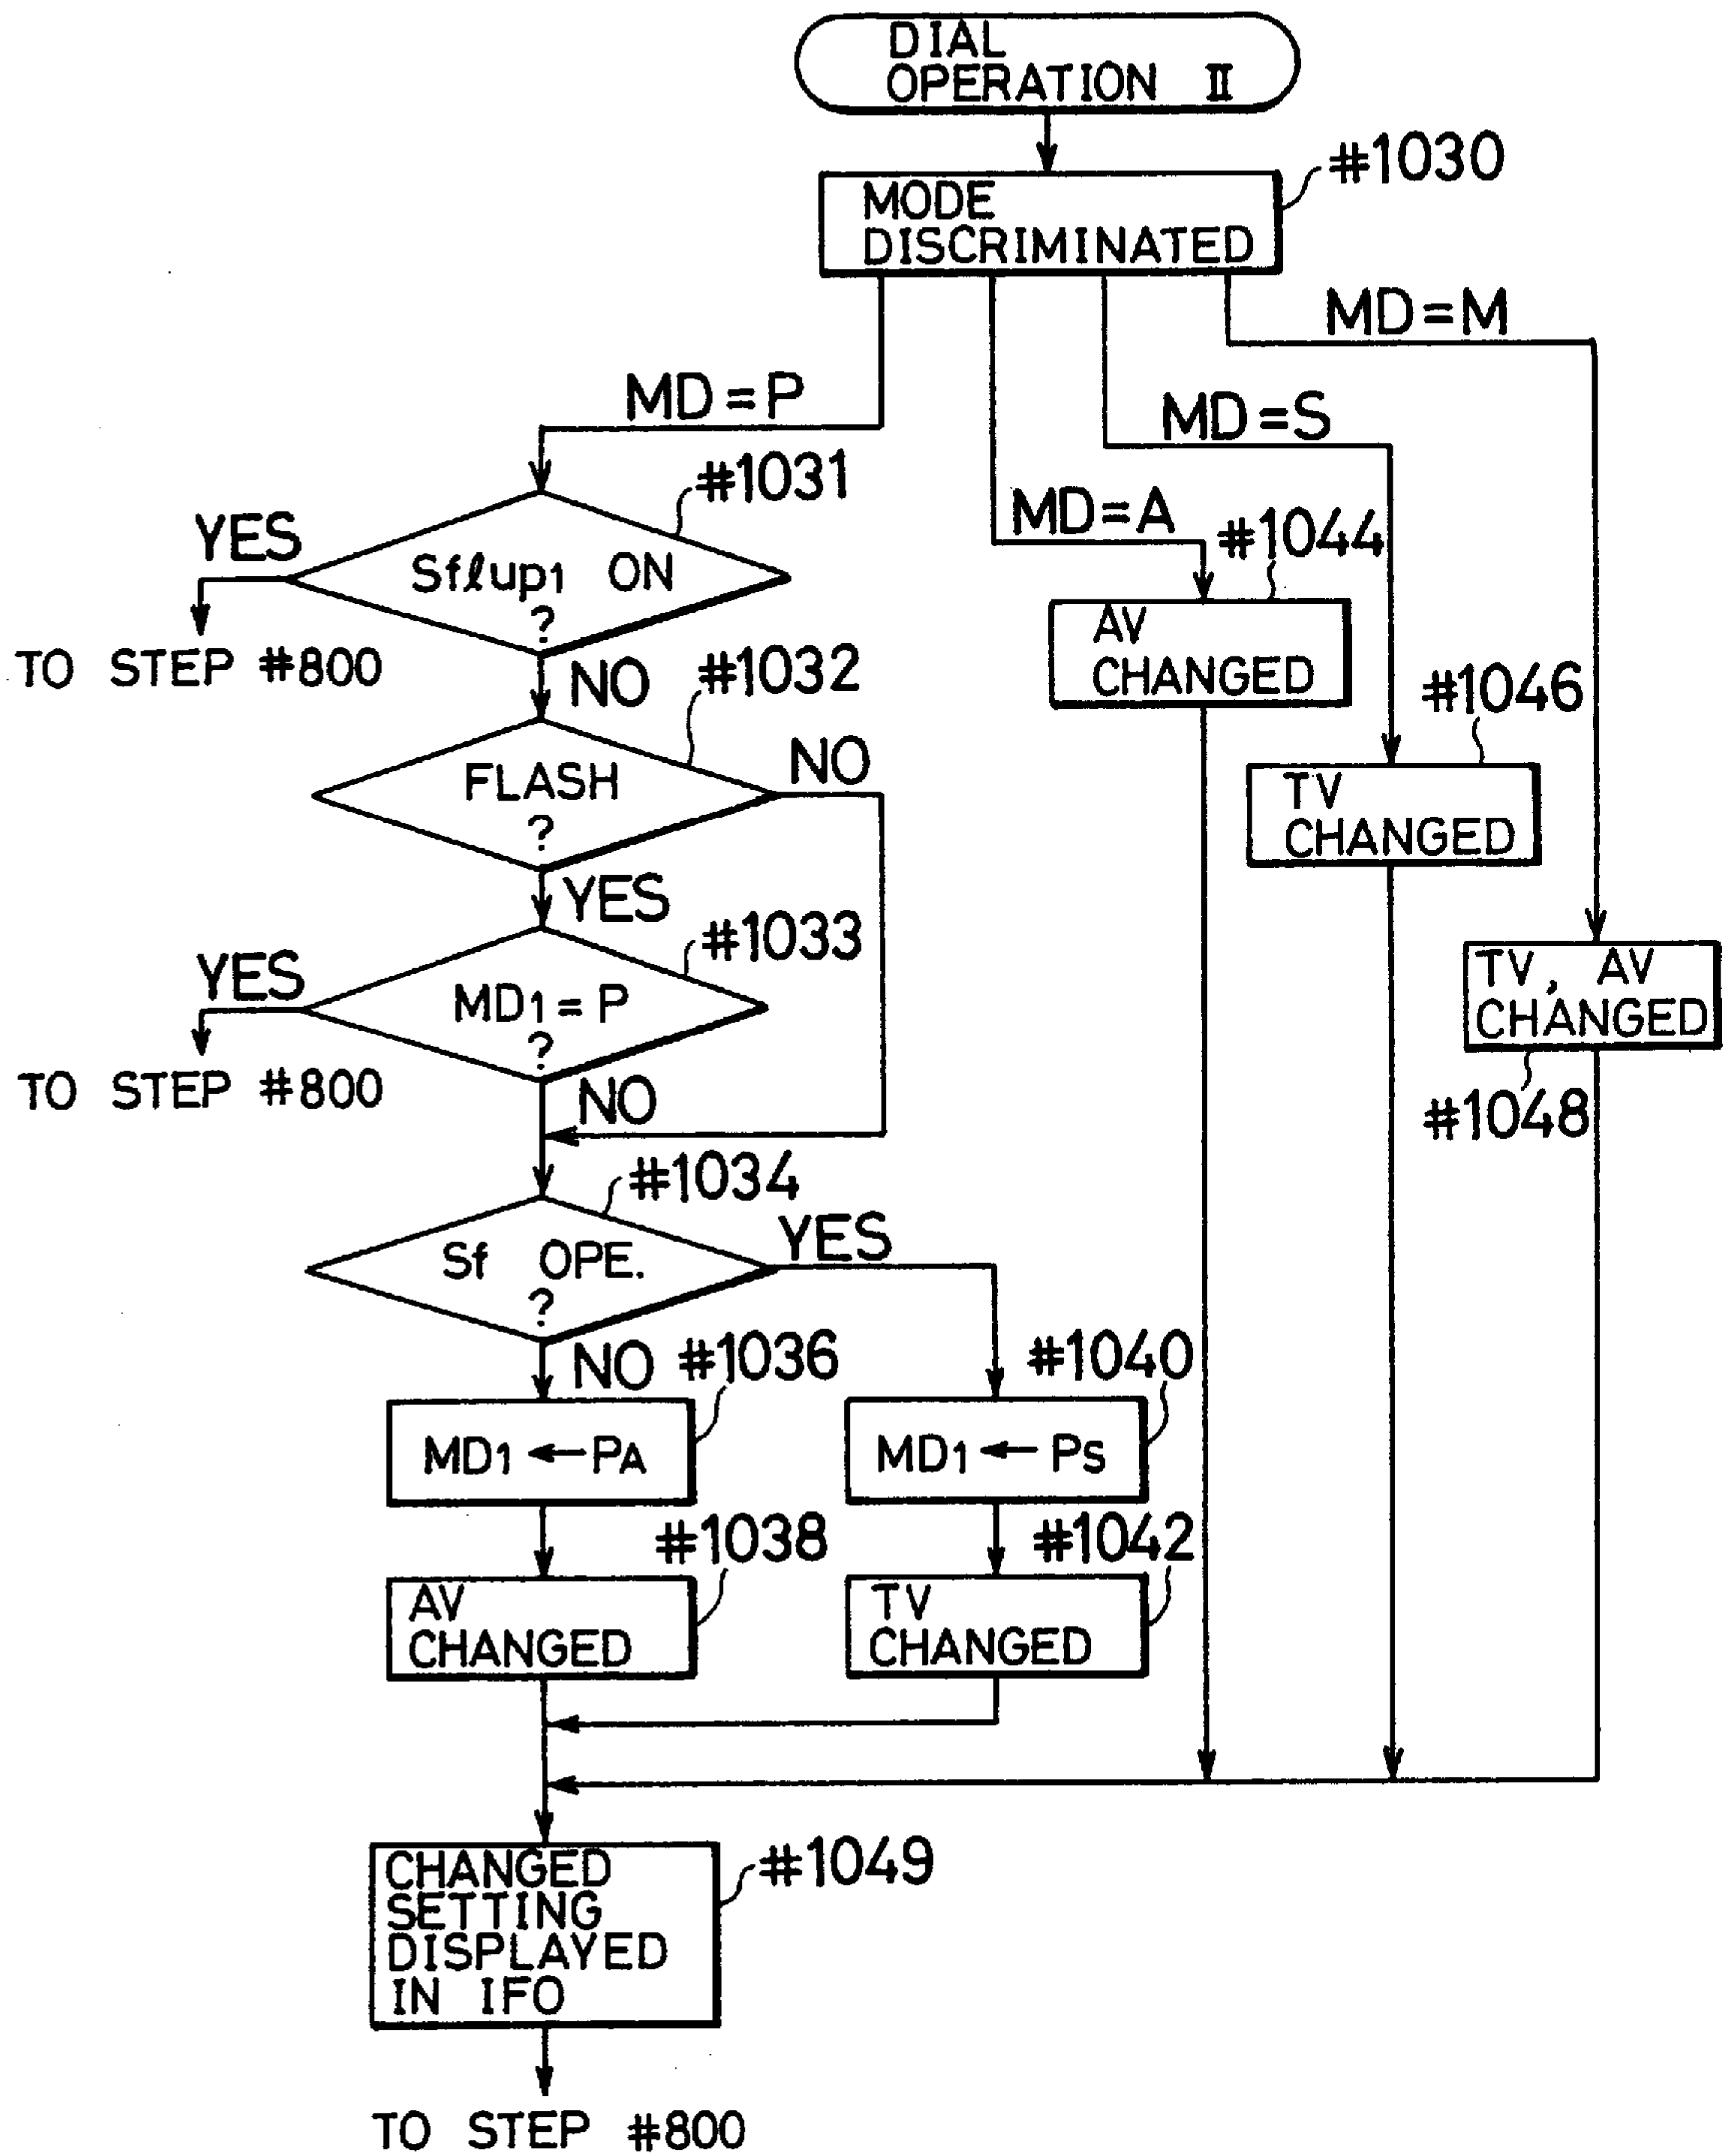 DIAL
OPERATION II
#1030
MODE
DISCRIMINATED
MD=M
MD=P
MD=S
#1031
MD=A
#1044
YES
Sflup1 ON
?
AV
CHANGED
TO STEP #800
NO
#1032
#1046
FLASH
?
NO
TV
CHANGED
YES
#1033
YES
MD1=P
?
TV, AV
CHANGED
TO STEP #800
NO
#1048
#1034
YES
Sf OPE.
?
NO
#1036
#1040
MD1 ← PA
MD1 ← PS
#1038
#1042
AV
CHANGED
TV
CHANGED
#1049
CHANGED
SETTING
DISPLAYED
IN IFO
TO STEP #800